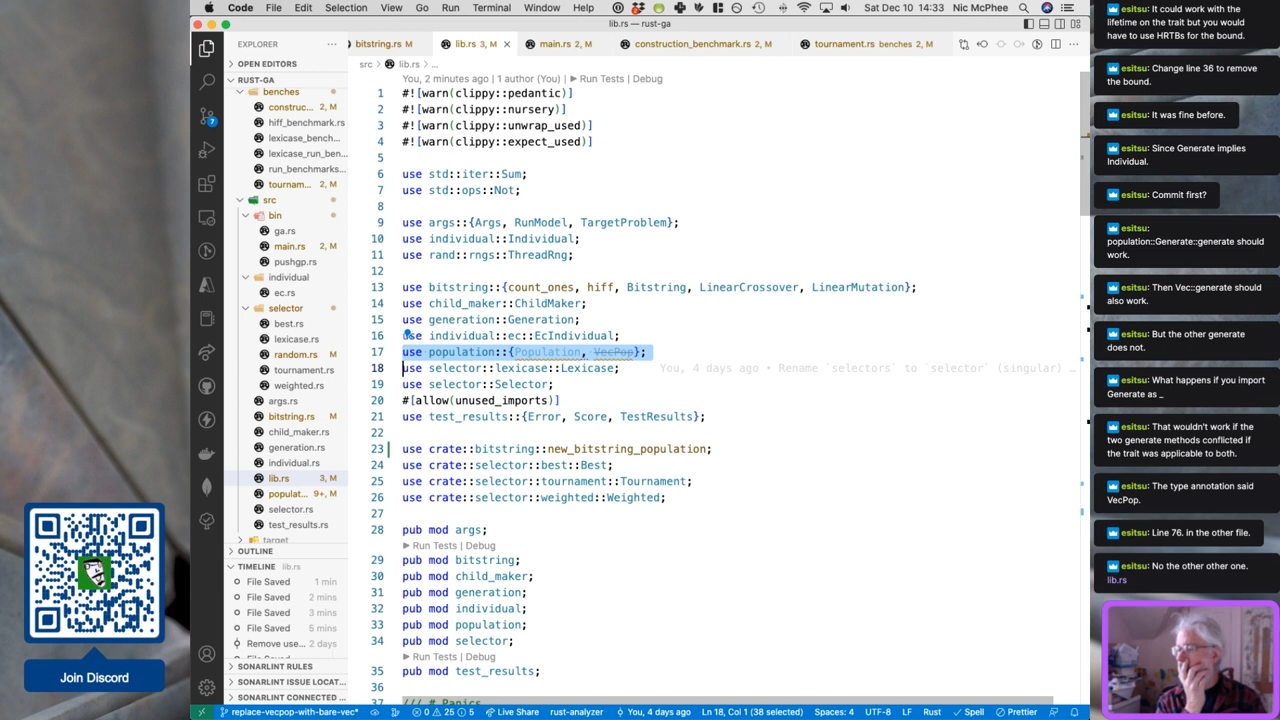 Code File Edit Selection View Go Run Terminal Window Help
Sat Dec 10 13:33 Nic McPhee
lib.rs — rust-ga
EXPLORER
OPEN EDITORS
RUST-GA
benches
construc... 2, M
hiff_benchmark.rs
lexicase_bench...
lexicase_run_ben...
run_benchmarks...
tournam... 2, M
src
bin
ga.rs
main.rs 2, M
pushgp.rs
individual
ec.rs
selector
best.rs
lexicase.rs
random.rs M
tournament.rs
weighted.rs
args.rs
bitstring.rs M
child_maker.rs
generation.rs
individual.rs
lib.rs 3, M
populat... 9+, M
selector.rs
test_results.rs
target
OUTLINE
TIMELINE lib.rs
File Saved 1 min
File Saved 2 mins
File Saved 3 mins
File Saved 5 mins
Remove use... 2 days
SONARLINT RULES
SONARLINT ISSUE LOCAT...
SONARLINT CONNECTED ...
bitstring.rs M
lib.rs 3, M
main.rs 2, M
construction_benchmark.rs 2, M
tournament.rs benches 2, M
src > lib.rs > ...
You, 2 minutes ago | 1 author (You) | Run Tests | Debug
1 #![warn(clippy::pedantic)]
2 #![warn(clippy::nursery)]
3 #![warn(clippy::unwrap_used)]
4 #![warn(clippy::expect_used)]
5
6 use std::iter::Sum;
7 use std::ops::Not;
8
9 use args::{Args, RunModel, TargetProblem};
10 use individual::Individual;
11 use rand::rngs::ThreadRng;
12
13 use bitstring::{count_ones, hiff, Bitstring, LinearCrossover, LinearMutation};
14 use child_maker::ChildMaker;
15 use generation::Generation;
16 use individual::ec::EcIndividual;
17 use population::{Population, VecPop};
18 use selector::lexicase::Lexicase; You, 4 days ago • Rename `selectors` to `selector` (singular) …
19 use selector::Selector;
20 #[allow(unused_imports)]
21 use test_results::{Error, Score, TestResults};
22
23 use crate::bitstring::new_bitstring_population;
24 use crate::selector::best::Best;
25 use crate::selector::tournament::Tournament;
26 use crate::selector::weighted::Weighted;
27
28 pub mod args;
Run Tests | Debug
29 pub mod bitstring;
30 pub mod child_maker;
31 pub mod generation;
32 pub mod individual;
33 pub mod population;
34 pub mod selector;
Run Tests | Debug
35 pub mod test_results;
36
37 /// # Panics
replace-vecpop-with-bare-vec* 0 25 5 Live Share rust-analyzer You, 4 days ago Ln 18, Col 1 (38 selected) Spaces: 4 UTF-8 LF Rust Spell Prettier
Join Discord
esitsu: It could work with the
lifetime on the trait but you would
have to use HRTBs for the bound.
esitsu: Change line 36 to remove
the bound.
esitsu: It was fine before.
esitsu: Since Generate implies
Individual.
esitsu: Commit first?
esitsu:
population::Generate::generate should
work.
esitsu: Then Vec::generate should
also work.
esitsu: But the other generate
does not.
esitsu: What happens if you import
Generate as _
esitsu: That wouldn't work if the
two generate methods conflicted if
the trait was applicable to both.
esitsu: The type annotation said
VecPop.
esitsu: Line 76. in the other file.
esitsu: No the other other one.
lib.rs